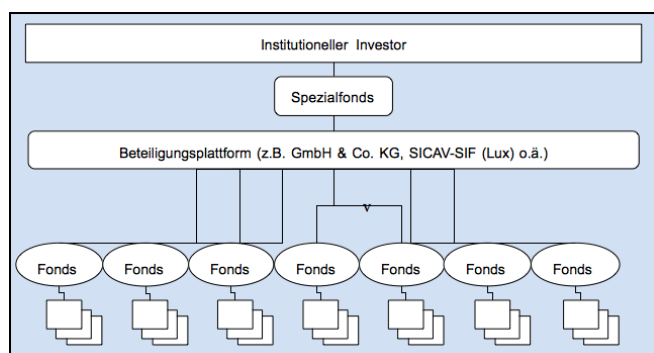 Institutioneller Investor
Spezialfonds
Beteiligungsplattform (z.B. GmbH & Co. KG, SICAV-SIF (Lux) o.ä.)
v
Fonds Fonds Fonds Fonds Fonds Fonds Fonds